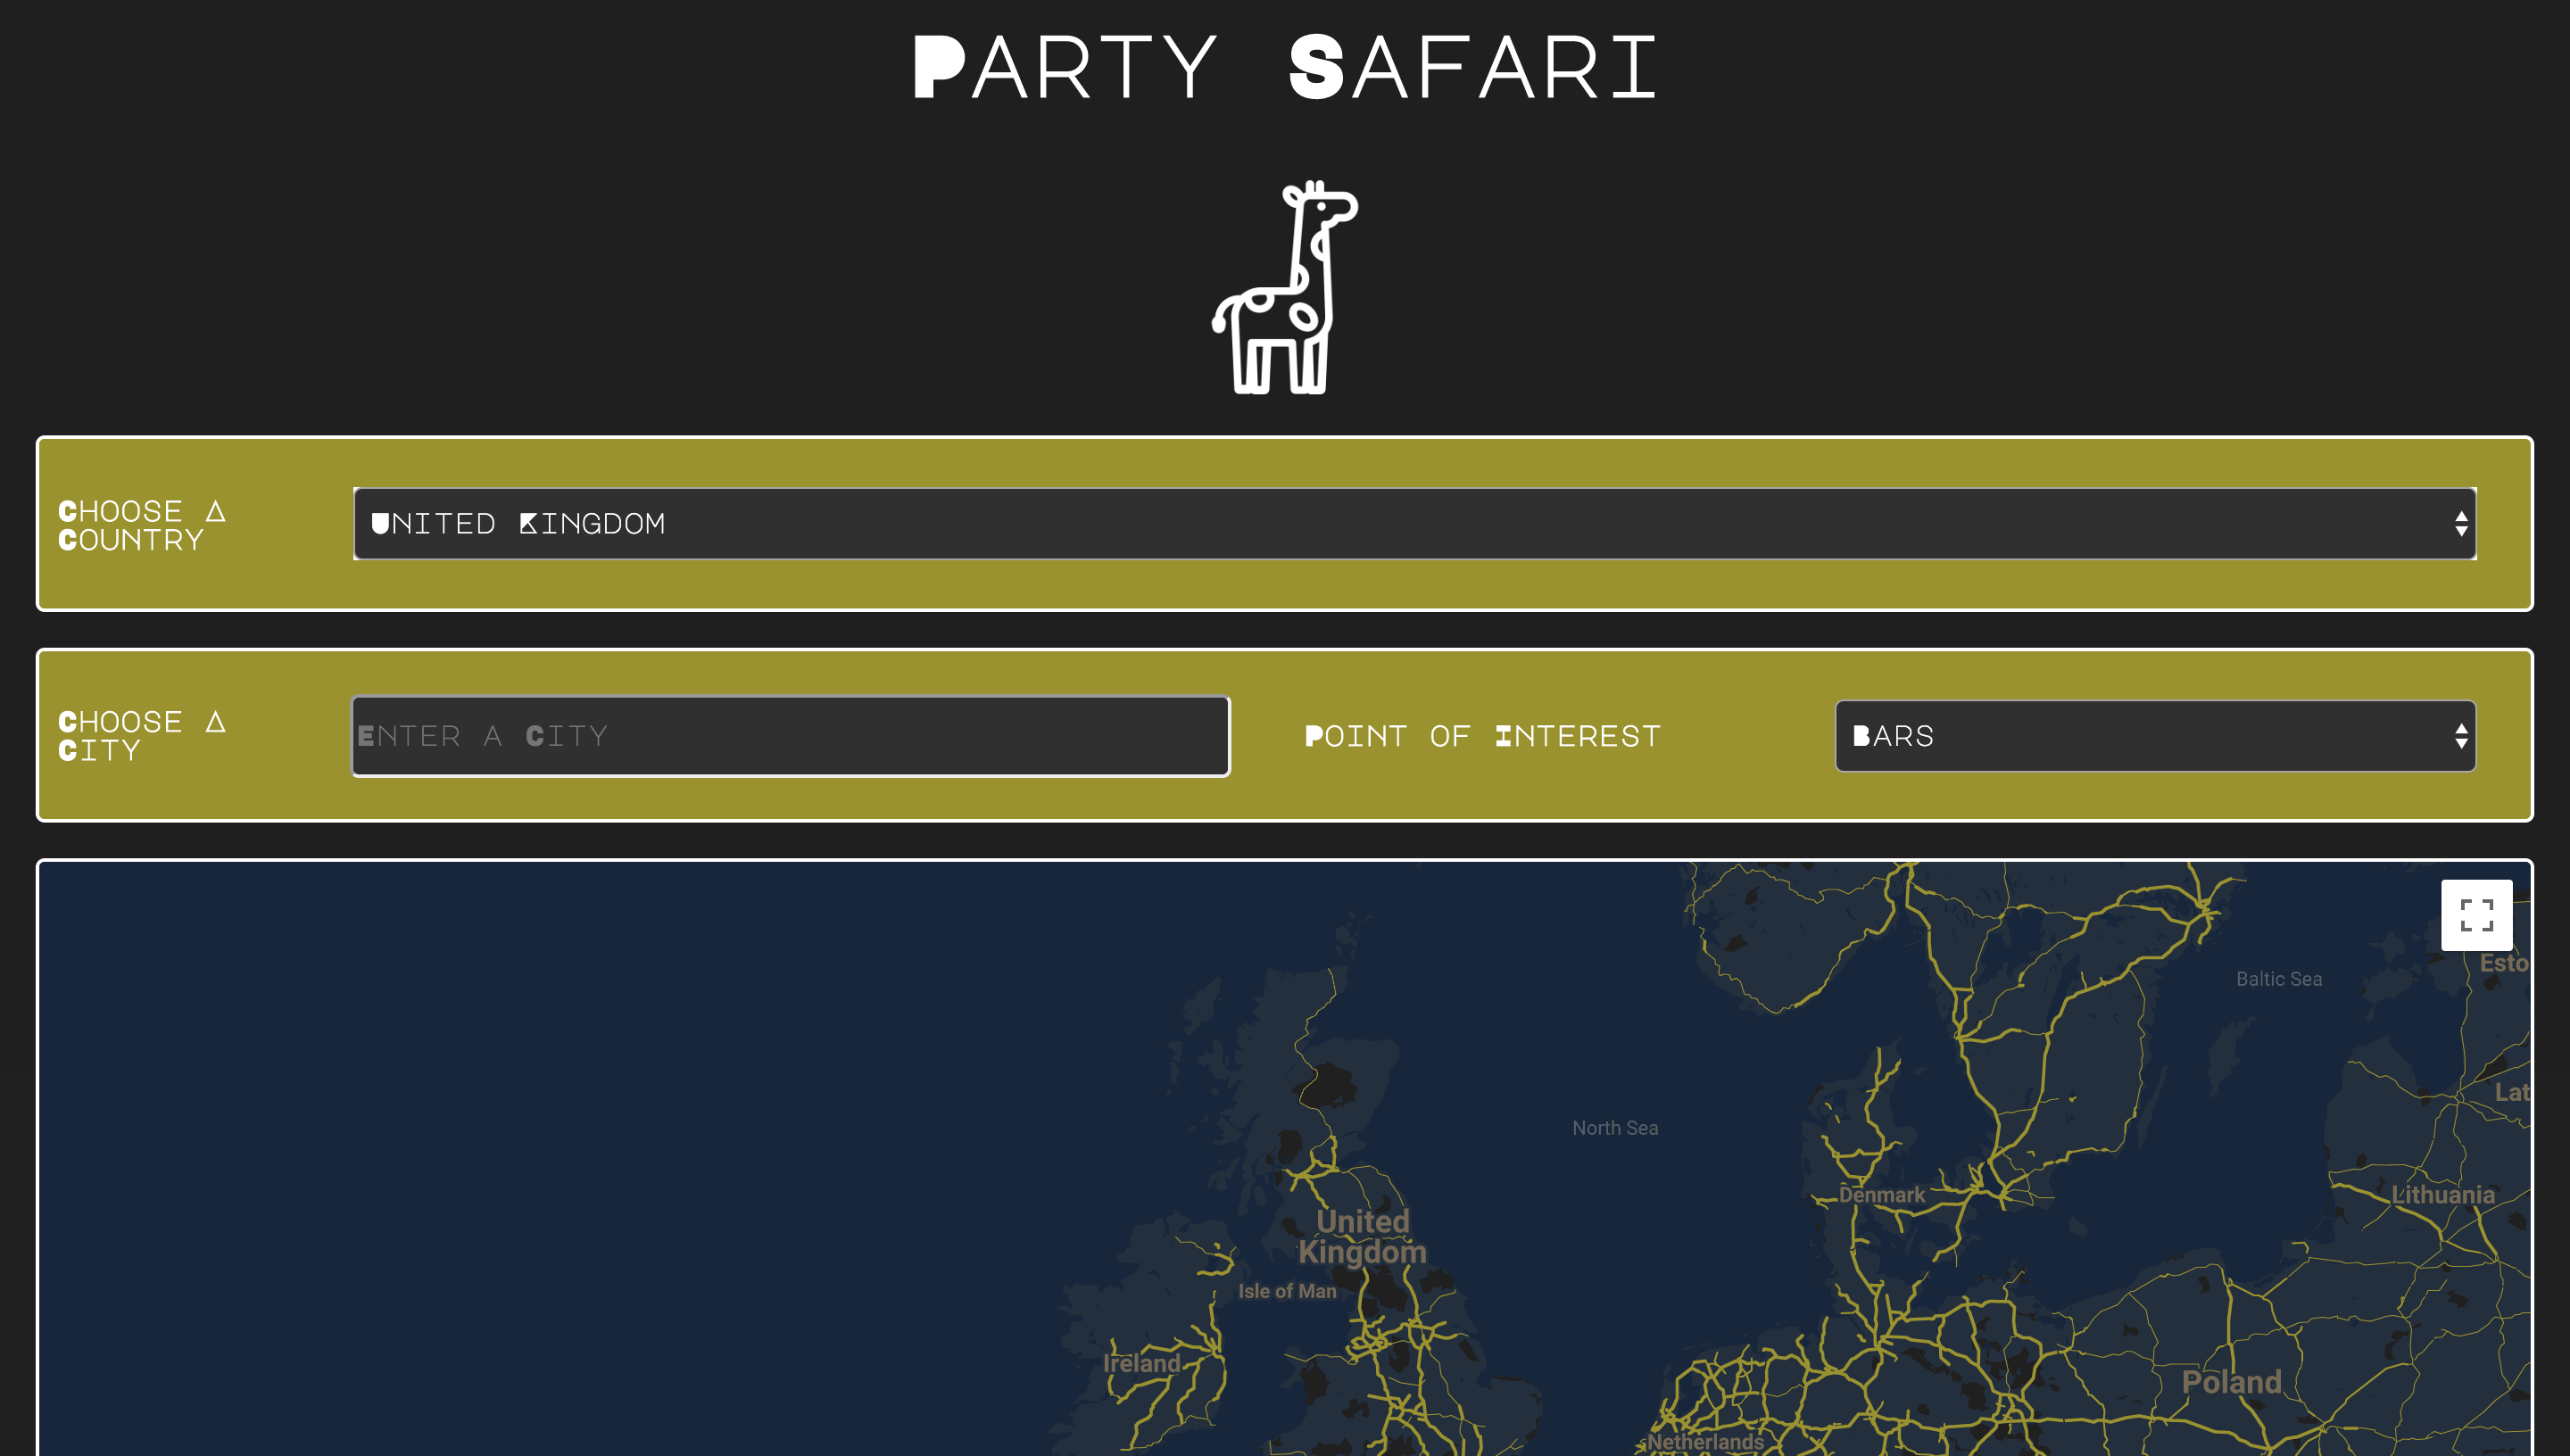 Party Safari
Choose a
Country
United Kingdom
Choose a
City
Enter a City
Point of Interest
Bars
Esto
Baltic Sea
Lat
North Sea
Denmark
Lithuania
United
Kingdom
Isle of Man
Ireland
Poland
Netherlands